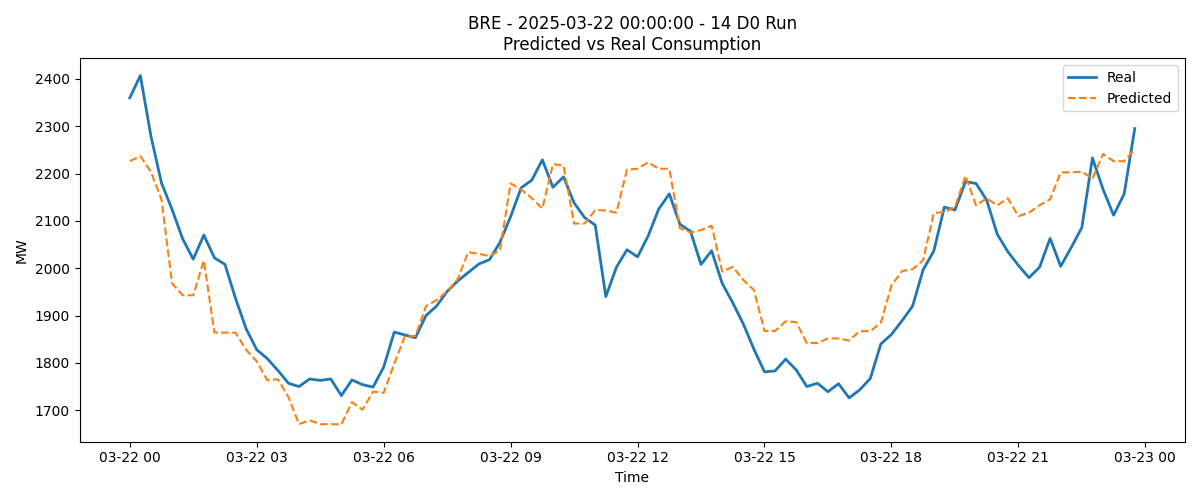 BRE - 2025-03-22 00:00:00 - 14 D0 Run
Predicted vs Real Consumption
Real
Predicted
MW
2400
2300
2200
2100
2000
1900
1800
1700
03-22 00
03-22 03
03-22 06
03-22 09
03-22 12
03-22 15
03-22 18
03-22 21
03-23 00
Time